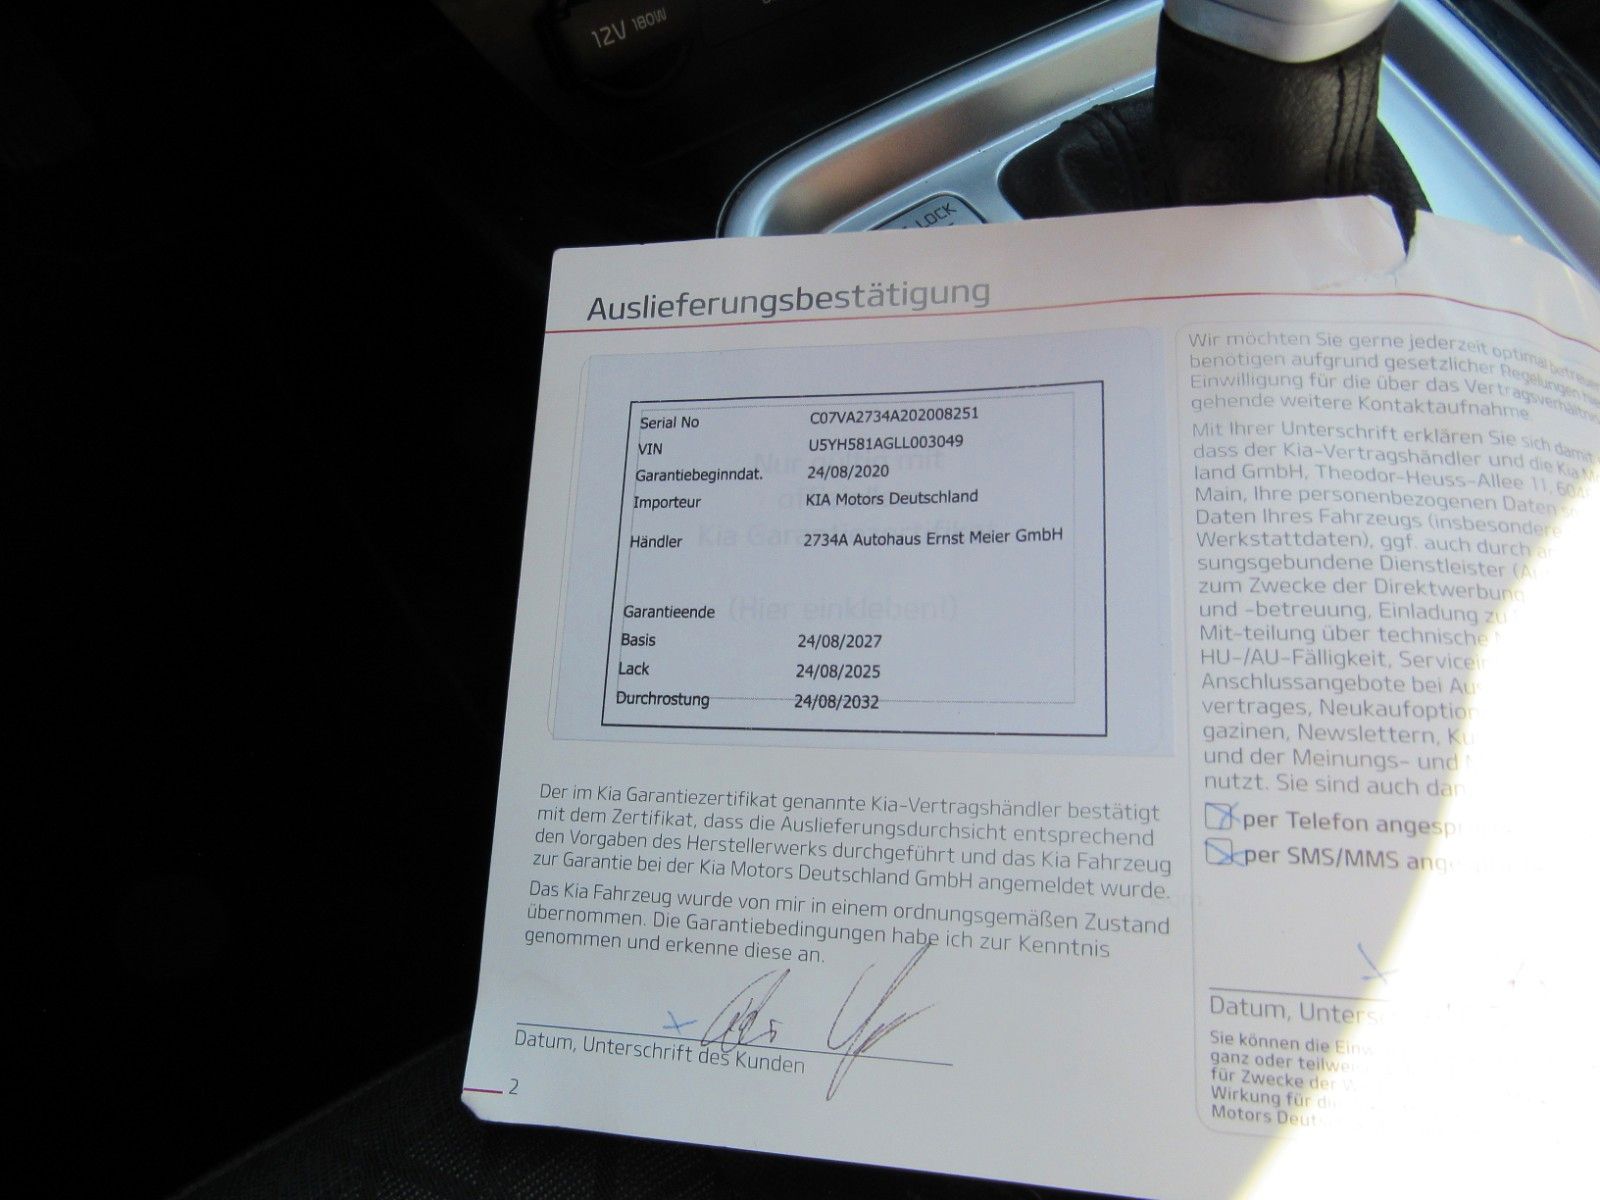 12V 180W
LOCK
Auslieferungsbestätigung
Serial No C07VA2734A202008251
VIN U5YH581AGLL003049
Garantiebeginndat. 24/08/2020
Importeur KIA Motors Deutschland
Händler 2734A Autohaus Ernst Meier GmbH
(Hier einkleben!)
Garantieende
Basis 24/08/2027
Lack 24/08/2025
Durchrostung 24/08/2032
Der im Kia Garantiezertifikat genannte Kia-Vertragshändler bestätigt
mit dem Zertifikat, dass die Auslieferungsdurchsicht entsprechend
den Vorgaben des Herstellerwerks durchgeführt und das Kia Fahrzeug
zur Garantie bei der Kia Motors Deutschland GmbH angemeldet wurde.
Das Kia Fahrzeug wurde von mir in einem ordnungsgemäßen Zustand
übernommen. Die Garantiebedingungen habe ich zur Kenntnis
genommen und erkenne diese an.
Datum, Unterschrift des Kunden
2
Wir möchten Sie gerne jederzeit optimal betreuen
benötigen aufgrund gesetzlicher Regelungen
Einwilligung für die über das Vertragsverhältnis
gehende weitere Kontaktaufnahme.
Mit Ihrer Unterschrift erklären Sie sich damit
dass der Kia-Vertragshändler und die Kia
land GmbH, Theodor-Heuss-Allee 11,
Main, Ihre personenbezogenen Daten
Daten Ihres Fahrzeugs (insbesondere
Werkstattdaten), ggf. auch durch
sungsgebundene Dienstleister
zum Zwecke der Direktwerbung
und -betreuung, Einladung zu
Mit-teilung über technische
HU-/AU-Fälligkeit,
Anschlussangebote bei
vertrages,
gazinen, Newslettern,
und der Meinungs- und
nutzt. Sie sind auch
per Telefon
per SMS/MMS
Datum,
Sie können die
ganz oder
für Zwecke der
Wirkung für
Motors